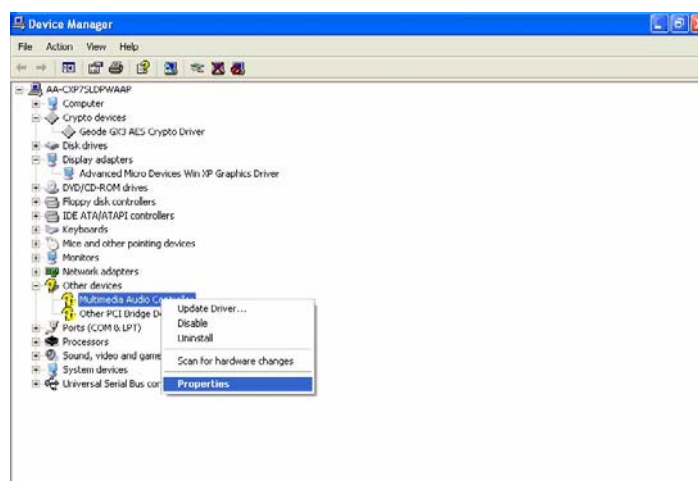 Device Manager
File Action View Help
AA-CXP7SLDPWAAP
Computer
Crypto devices
Geode GX3 AES Crypto Driver
Disk drives
Display adapters
Advanced Micro Devices Win XP Graphics Driver
DVD/CD-ROM drives
Floppy disk controllers
IDE ATA/ATAPI controllers
Keyboards
Mice and other pointing devices
Monitors
Network adapters
Other devices
Multimedia Audio Controller
Other PCI Bridge D
Ports (COM & LPT)
Processors
Sound, video and game
System devices
Universal Serial Bus con
Update Driver...
Disable
Uninstall
Scan for hardware changes
Properties